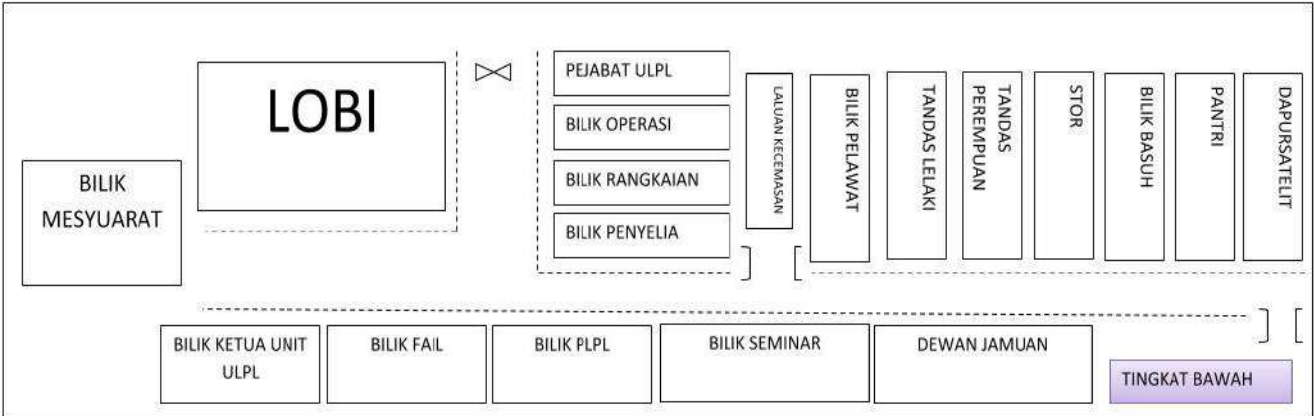 LOBI
BILIK
MESYUARAT
PEJABAT ULPL
BILIK OPERASI
BILIK RANGKAIAN
BILIK PENYELIA
LALUAN KECEMASAN
BILIK PELAWAT
TANDAS LELAKI
TANDAS
PEREMPUAN
STOR
BILIK BASUH
PANTRI
DAPURSATELIT
BILIK KETUA UNIT
ULPL
BILIK FAIL
BILIK PLPL
BILIK SEMINAR
DEWAN JAMUAN
TINGKAT BAWAH